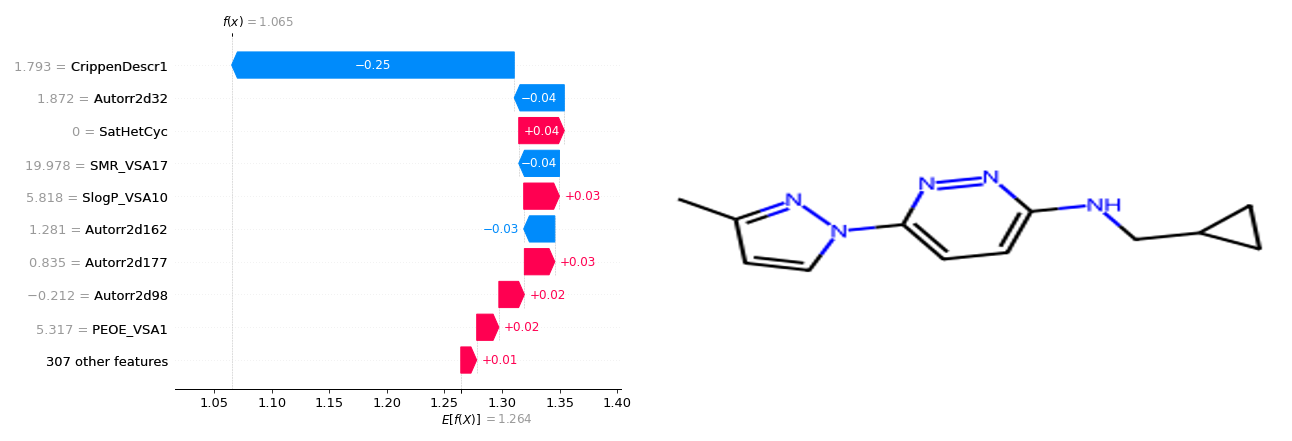 f(x) = 1.065
1.793 = CrippenDescr1
−0.25
1.872 = Autorr2d32
−0.04
0 = SatHetCyc
+0.04
19.978 = SMR_VSA17
−0.04
5.818 = SlogP_VSA10
+0.03
1.281 = Autorr2d162
−0.03
0.835 = Autorr2d177
+0.03
−0.212 = Autorr2d98
+0.02
5.317 = PEOE_VSA1
+0.02
307 other features
+0.01
1.05 1.10 1.15 1.20 1.25 1.30 1.35 1.40
E[f(X)] = 1.264
N N
N NH
N